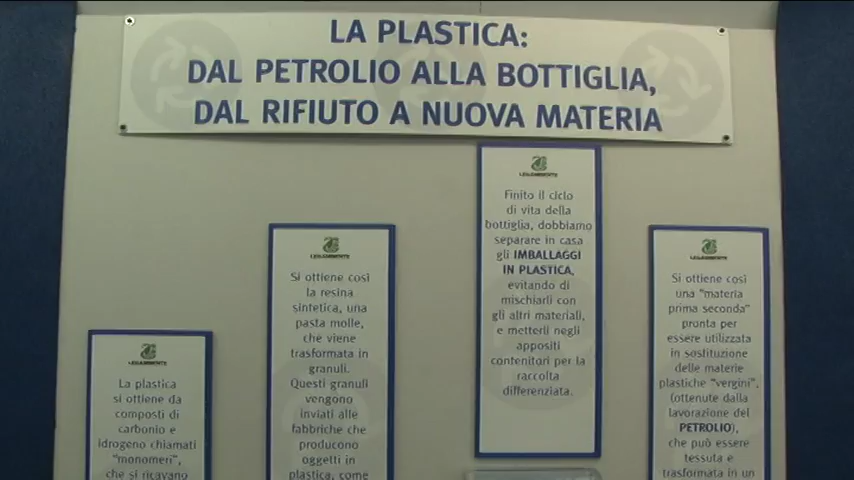 LA PLASTICA:
DAL PETROLIO ALLA BOTTIGLIA,
DAL RIFIUTO A NUOVA MATERIA
LEGAMBIENTE
La plastica
si ottiene da
composti di
carbonio e
idrogeno chiamati
"monomeri",
che si ricavano
LEGAMBIENTE
Si ottiene così
la resina
sintetica, una
pasta molle,
che viene
trasformata in
granuli.
Questi granuli
vengono
inviati alle
fabbriche che
producono
oggetti in
plastica, come
LEGAMBIENTE
Finito il ciclo
di vita della
bottiglia, dobbiamo
separare in casa
gli IMBALLAGGI
IN PLASTICA,
evitando di
mischiarli con
gli altri materiali,
e metterli negli
appositi
contenitori per la
raccolta
differenziata.
LEGAMBIENTE
Si ottiene così
una "materia
prima seconda"
pronta per
essere utilizzata
in sostituzione
delle materie
plastiche "vergini",
(ottenute dalla
lavorazione del
PETROLIO),
che può essere
tessuta e
trasformata in un